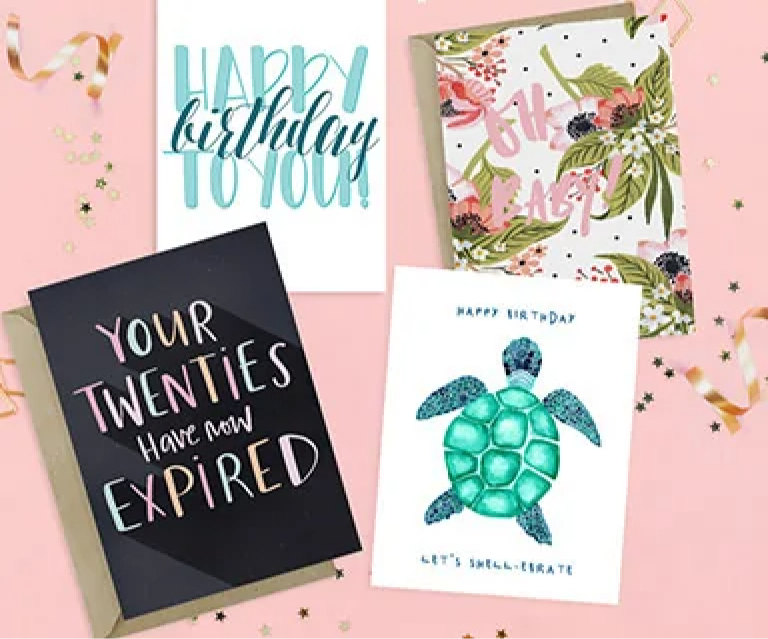 HAPPY
birthday
TO YOU!
OH
BABY!
YOUR
TWENTIES
Have now
EXPIRED
HAPPY BIRTHDAY
LET'S SHELL-EBRATE